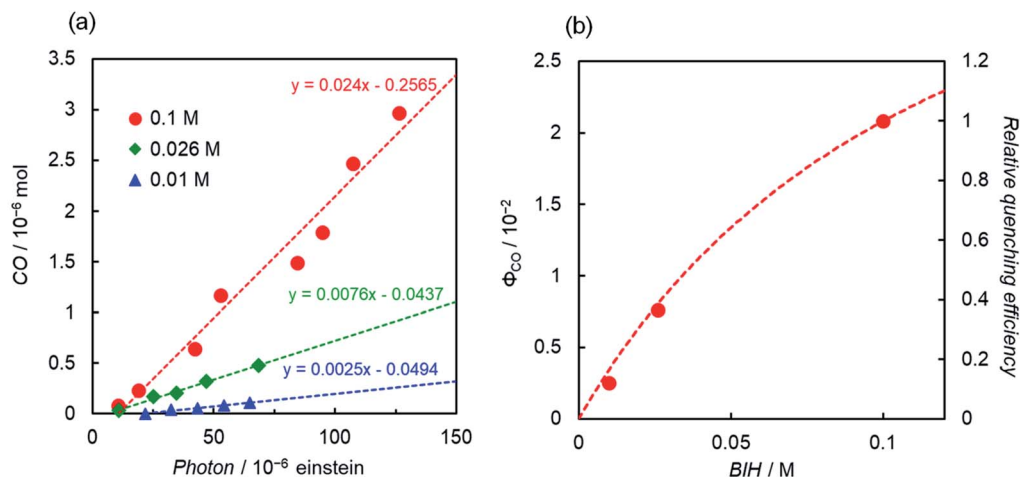 (a)
3.5
3
2.5
2
1.5
1
0.5
0
CO / 10⁻⁶ mol
0.1 M
0.026 M
0.01 M
y = 0.024x - 0.2565
y = 0.0076x - 0.0437
y = 0.0025x - 0.0494
0 50 100 150
Photon / 10⁻⁶ einstein
(b)
2.5
2
1.5
1
0.5
0
Φ_CO / 10⁻²
1.2
1
0.8
0.6
0.4
0.2
0
Relative quenching efficiency
0 0.05 0.1
BIH / M